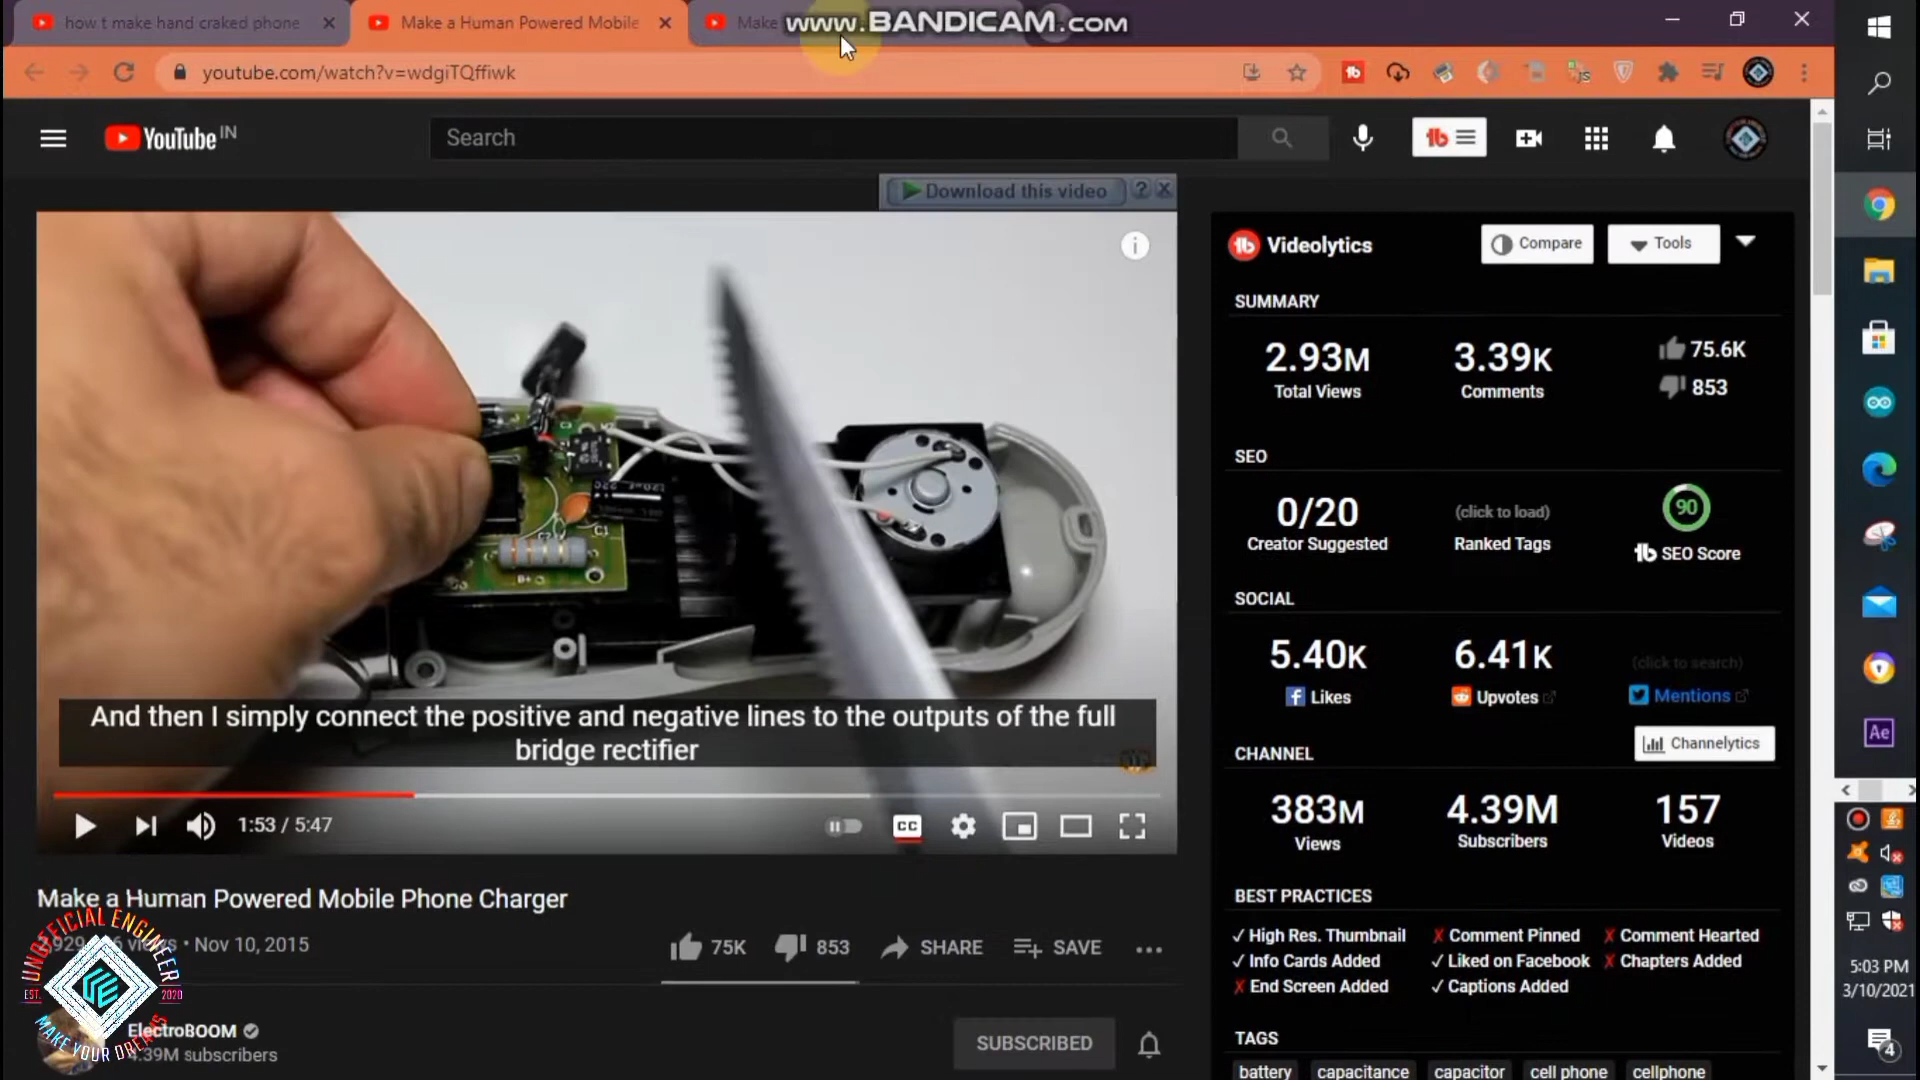 how t make hand craked phone
Make a Human Powered Mobile
www.BANDICAM.com
youtube.com/watch?v=wdgiTQffiwk
YouTube IN
Search
Download this video ?
And then I simply connect the positive and negative lines to the outputs of the full
bridge rectifier
1:53 / 5:47
CC
Make a Human Powered Mobile Phone Charger
Nov 10, 2015
75K
853
SHARE
SAVE
ElectroBOOM
4.39M subscribers
SUBSCRIBED
UNOFFICIAL ENGINEER
EST. 2020
MAKE YOUR DREAMS
Videolytics
Compare
Tools
SUMMARY
2.93M 3.39K 75.6K
Total Views Comments 853
SEO
0/20 (click to load) 90
Creator Suggested Ranked Tags SEO Score
SOCIAL
5.40K 6.41K (click to search)
Likes Upvotes Mentions
CHANNEL Channelytics
383M 4.39M 157
Views Subscribers Videos
BEST PRACTICES
✓ High Res. Thumbnail ✗ Comment Pinned ✗ Comment Hearted
✓ Info Cards Added ✓ Liked on Facebook ✗ Chapters Added
✗ End Screen Added ✓ Captions Added
TAGS
battery capacitance capacitor cell phone cellphone
Ae
5:03 PM
3/10/2021
4